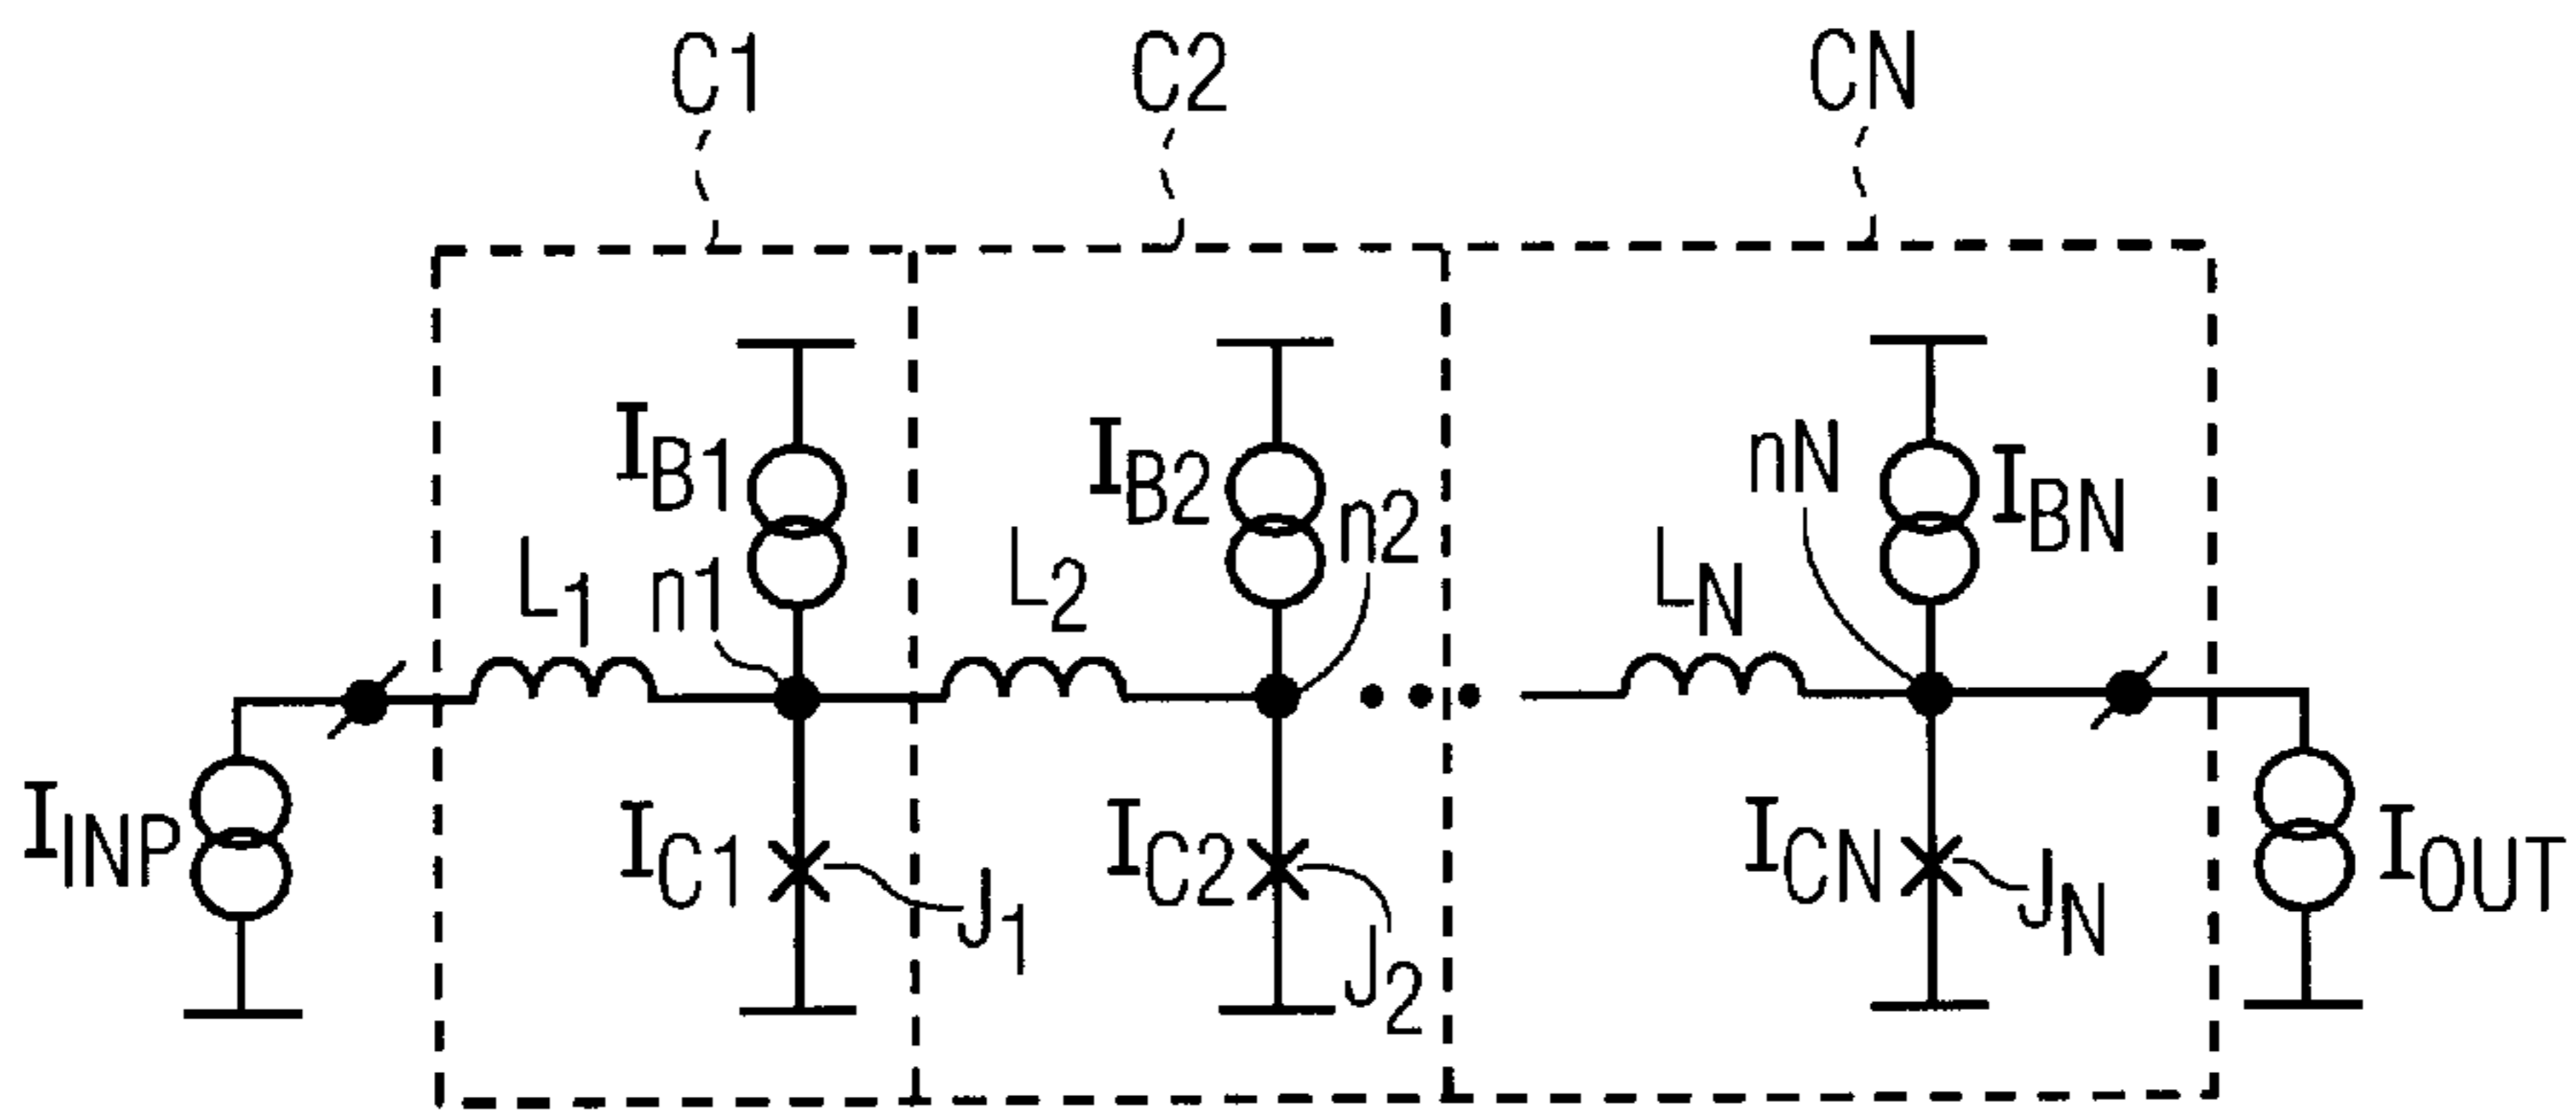 C1 C2 CN
I_B1 I_B2 nN I_BN
L_1 n1 L_2 n2 L_N
I_INP I_C1 J_1 I_C2 J_2 I_CN J_N I_OUT